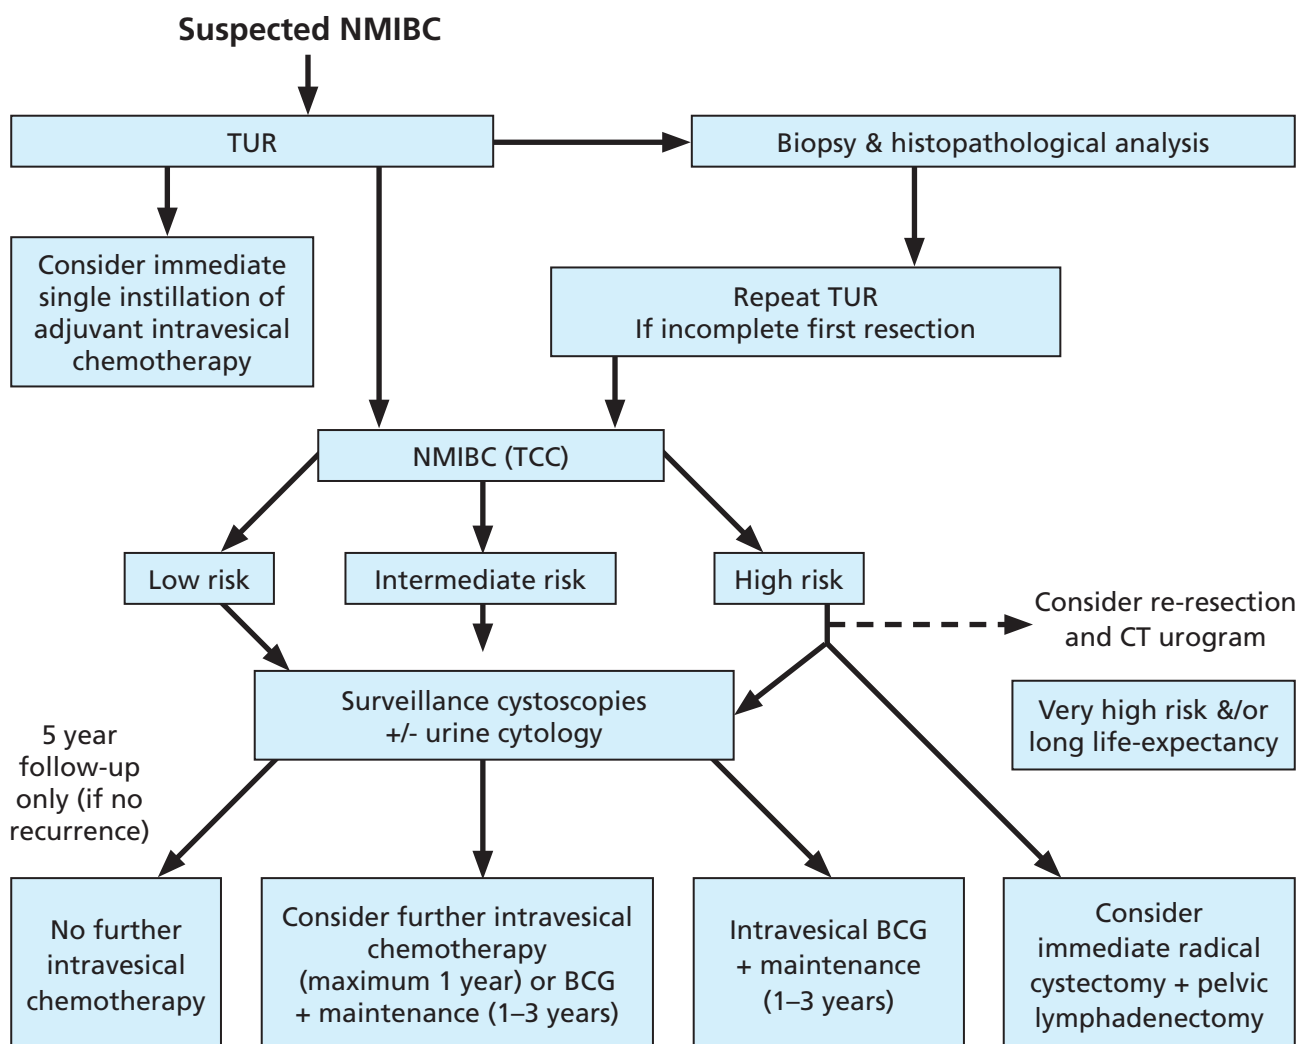 Suspected NMIBC
TUR
Biopsy & histopathological analysis
Consider immediate
single instillation of
adjuvant intravesical
chemotherapy
Repeat TUR
If incomplete first resection
NMIBC (TCC)
Low risk
Intermediate risk
High risk
Consider re-resection
and CT urogram
Surveillance cystoscopies
+/- urine cytology
Very high risk &/or
long life-expectancy
5 year
follow-up
only (if no
recurrence)
No further
intravesical
chemotherapy
Consider further intravesical
chemotherapy
(maximum 1 year) or BCG
+ maintenance (1–3 years)
Intravesical BCG
+ maintenance
(1–3 years)
Consider
immediate radical
cystectomy + pelvic
lymphadenectomy